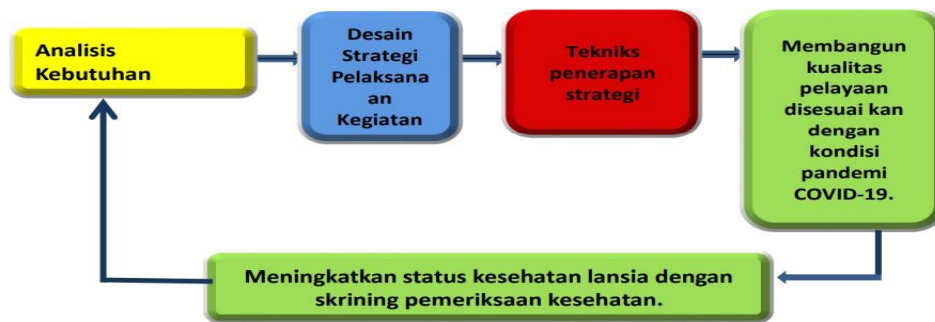 Analisis
Kebutuhan
Desain
Strategi
Pelaksana
an
Kegiatan
Tekniks
penerapan
strategi
Membangun
kualitas
pelayaan
disesuai kan
dengan
kondisi
pandemi
COVID-19.
Meningkatkan status kesehatan lansia dengan
skrining pemeriksaan kesehatan.